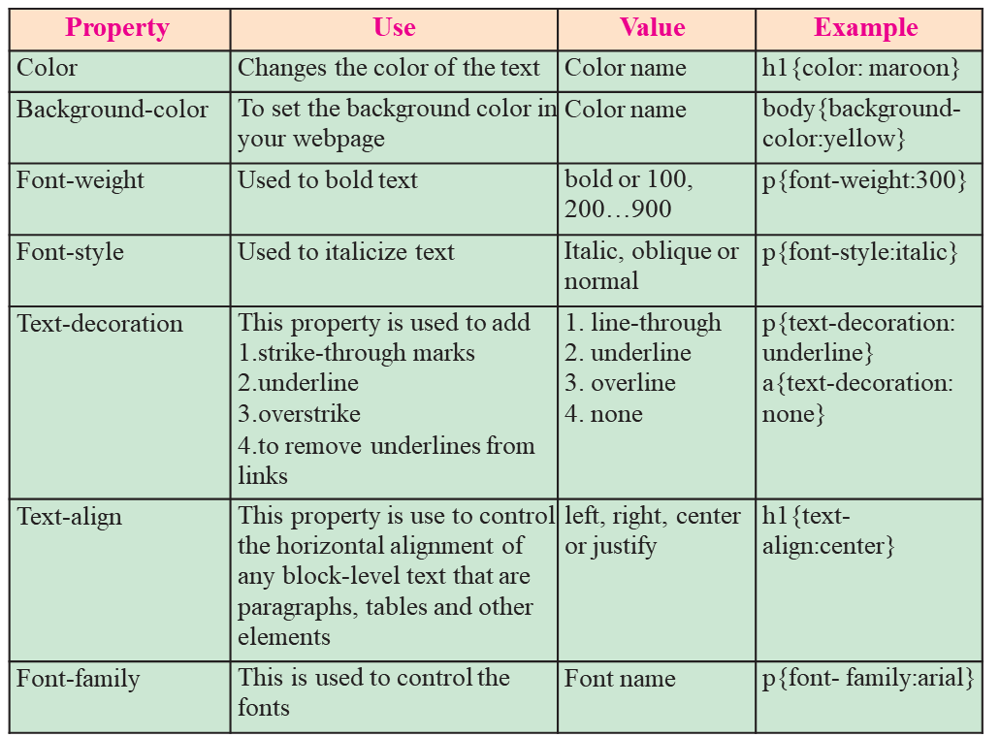 Property Use Value Example
Color Changes the color of the text Color name h1{color: maroon}
Background-color To set the background color in Color name body{background-
your webpage color:yellow}
Font-weight Used to bold text bold or 100, p{font-weight:300}
200…900
Font-style Used to italicize text Italic, oblique or p{font-style:italic}
normal
Text-decoration This property is used to add 1. line-through p{text-decoration:
1.strike-through marks 2. underline underline}
2.underline 3. overline a{text-decoration:
3.overstrike 4. none none}
4.to remove underlines from
links
Text-align This property is use to control left, right, center h1{text-
the horizontal alignment of or justify align:center}
any block-level text that are
paragraphs, tables and other
elements
Font-family This is used to control the Font name p{font- family:arial}
fonts